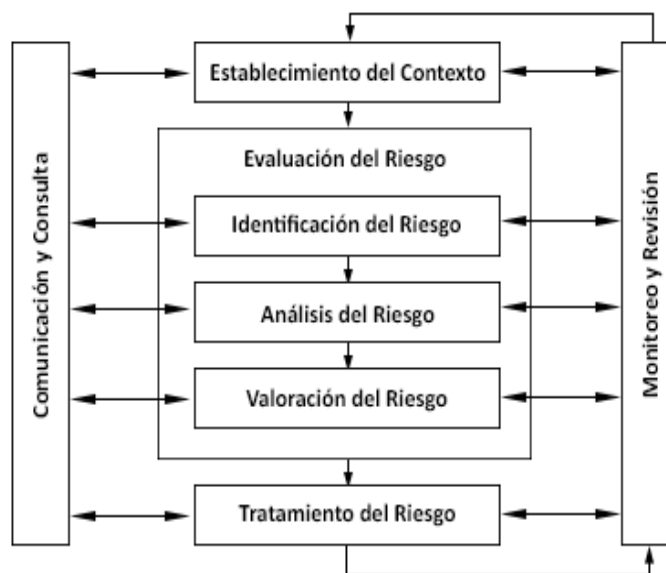 Comunicación y Consulta
Establecimiento del Contexto
Evaluación del Riesgo
Identificación del Riesgo
Análisis del Riesgo
Valoración del Riesgo
Tratamiento del Riesgo
Monitoreo y Revisión